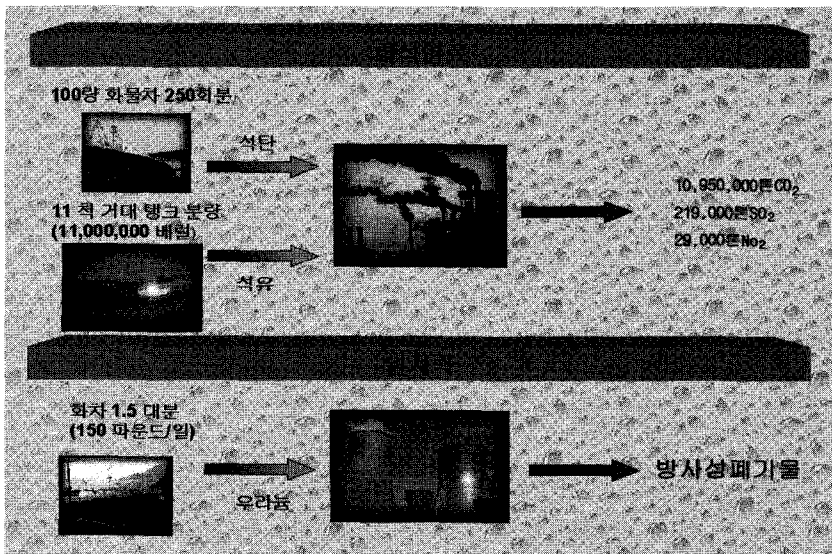 100량 화물차 250회분
석탄
11 척 거대 탱크 분량
(11,000,000 배럴)
석유
10,950,000톤CO₂
219,000톤SO₂
29,000톤No₂
화차 1.5 대분
(150 파운드/일)
우라늄
방사성폐기물